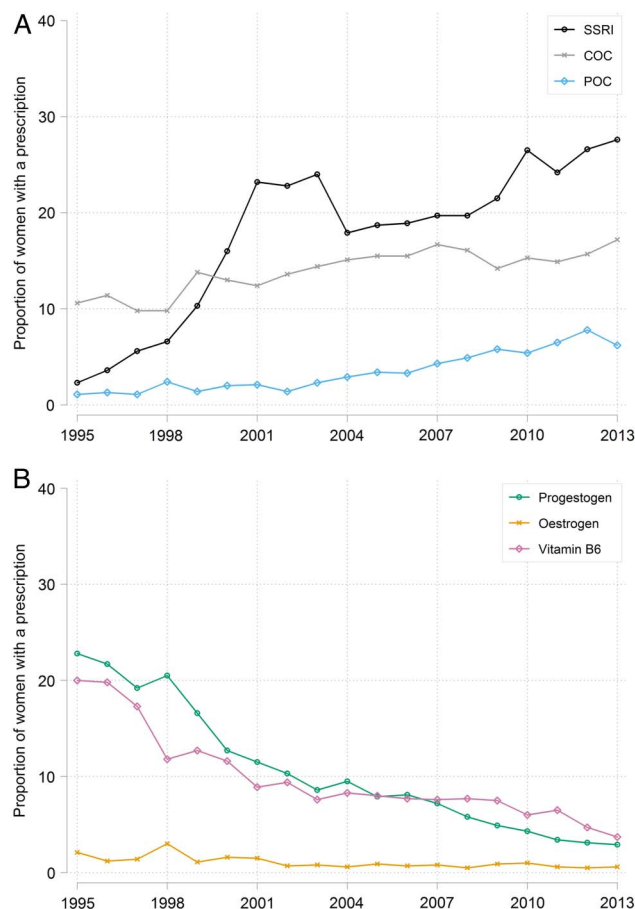 A
Proportion of women with a prescription
40
30
20
10
0
SSRI
COC
POC
1995 1998 2001 2004 2007 2010 2013
B
Proportion of women with a prescription
40
30
20
10
0
Progestogen
Oestrogen
Vitamin B6
1995 1998 2001 2004 2007 2010 2013